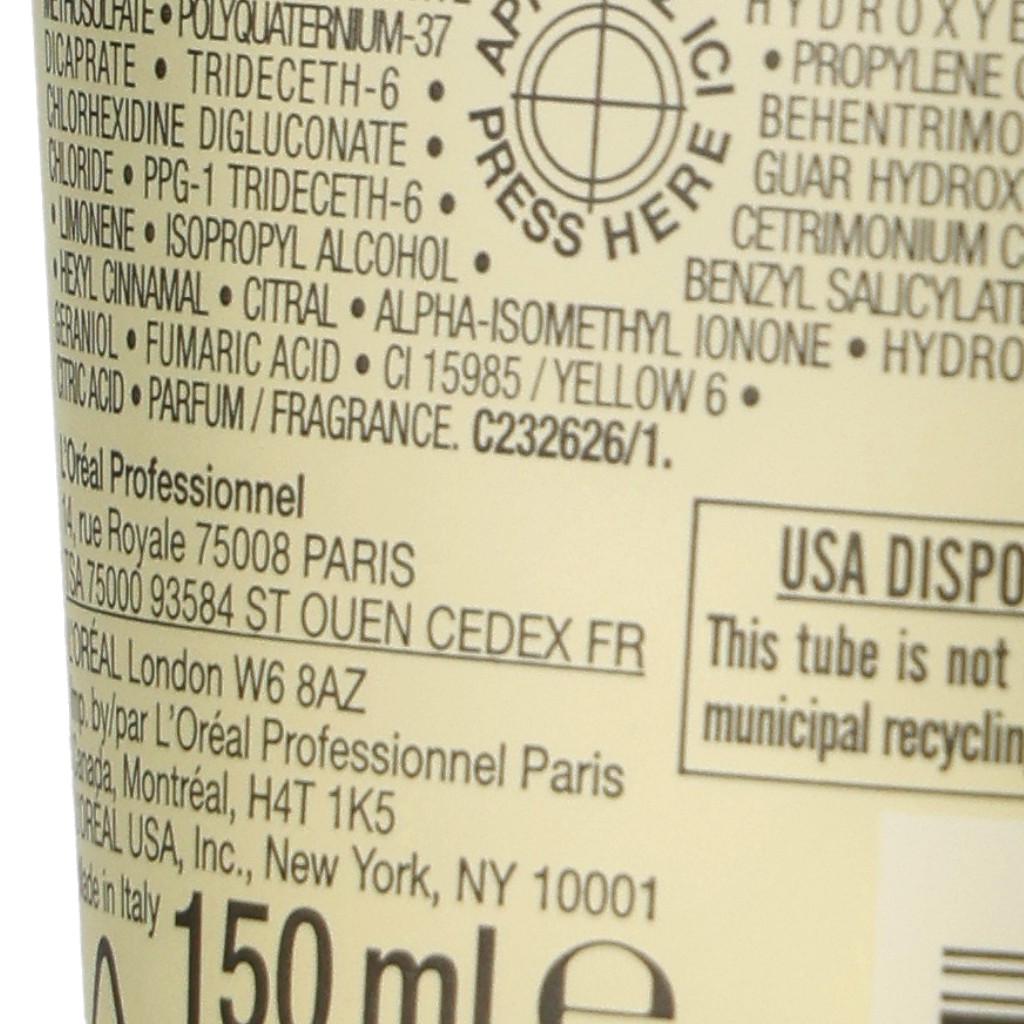 METHOSULFATE • POLYQUATERNIUM-37
HYDROXYE
DICAPRATE • TRIDECETH-6 •
• PROPYLENE
CHLORHEXIDINE DIGLUCONATE •
BEHENTRIMO
CHLORIDE • PPG-1 TRIDECETH-6 •
GUAR HYDROX
• LIMONENE • ISOPROPYL ALCOHOL •
CETRIMONIUM C
BENZYL SALICYLAT
• HEXYL CINNAMAL • CITRAL • ALPHA-ISOMETHYL IONONE • HYDRO
GERANIOL • FUMARIC ACID • CI 15985 / YELLOW 6 •
CITRIC ACID • PARFUM / FRAGRANCE. C232626/1.
ICI
PRESS HERE
L'Oréal Professionnel
14, rue Royale 75008 PARIS
TSA 75000 93584 ST OUEN CEDEX FR
L'ORÉAL London W6 8AZ
Imp. by/par L'Oréal Professionnel Paris
Canada, Montréal, H4T 1K5
L'ORÉAL USA, Inc., New York, NY 10001
Made in Italy
150 ml e
USA DISPO
This tube is not
municipal recyclin